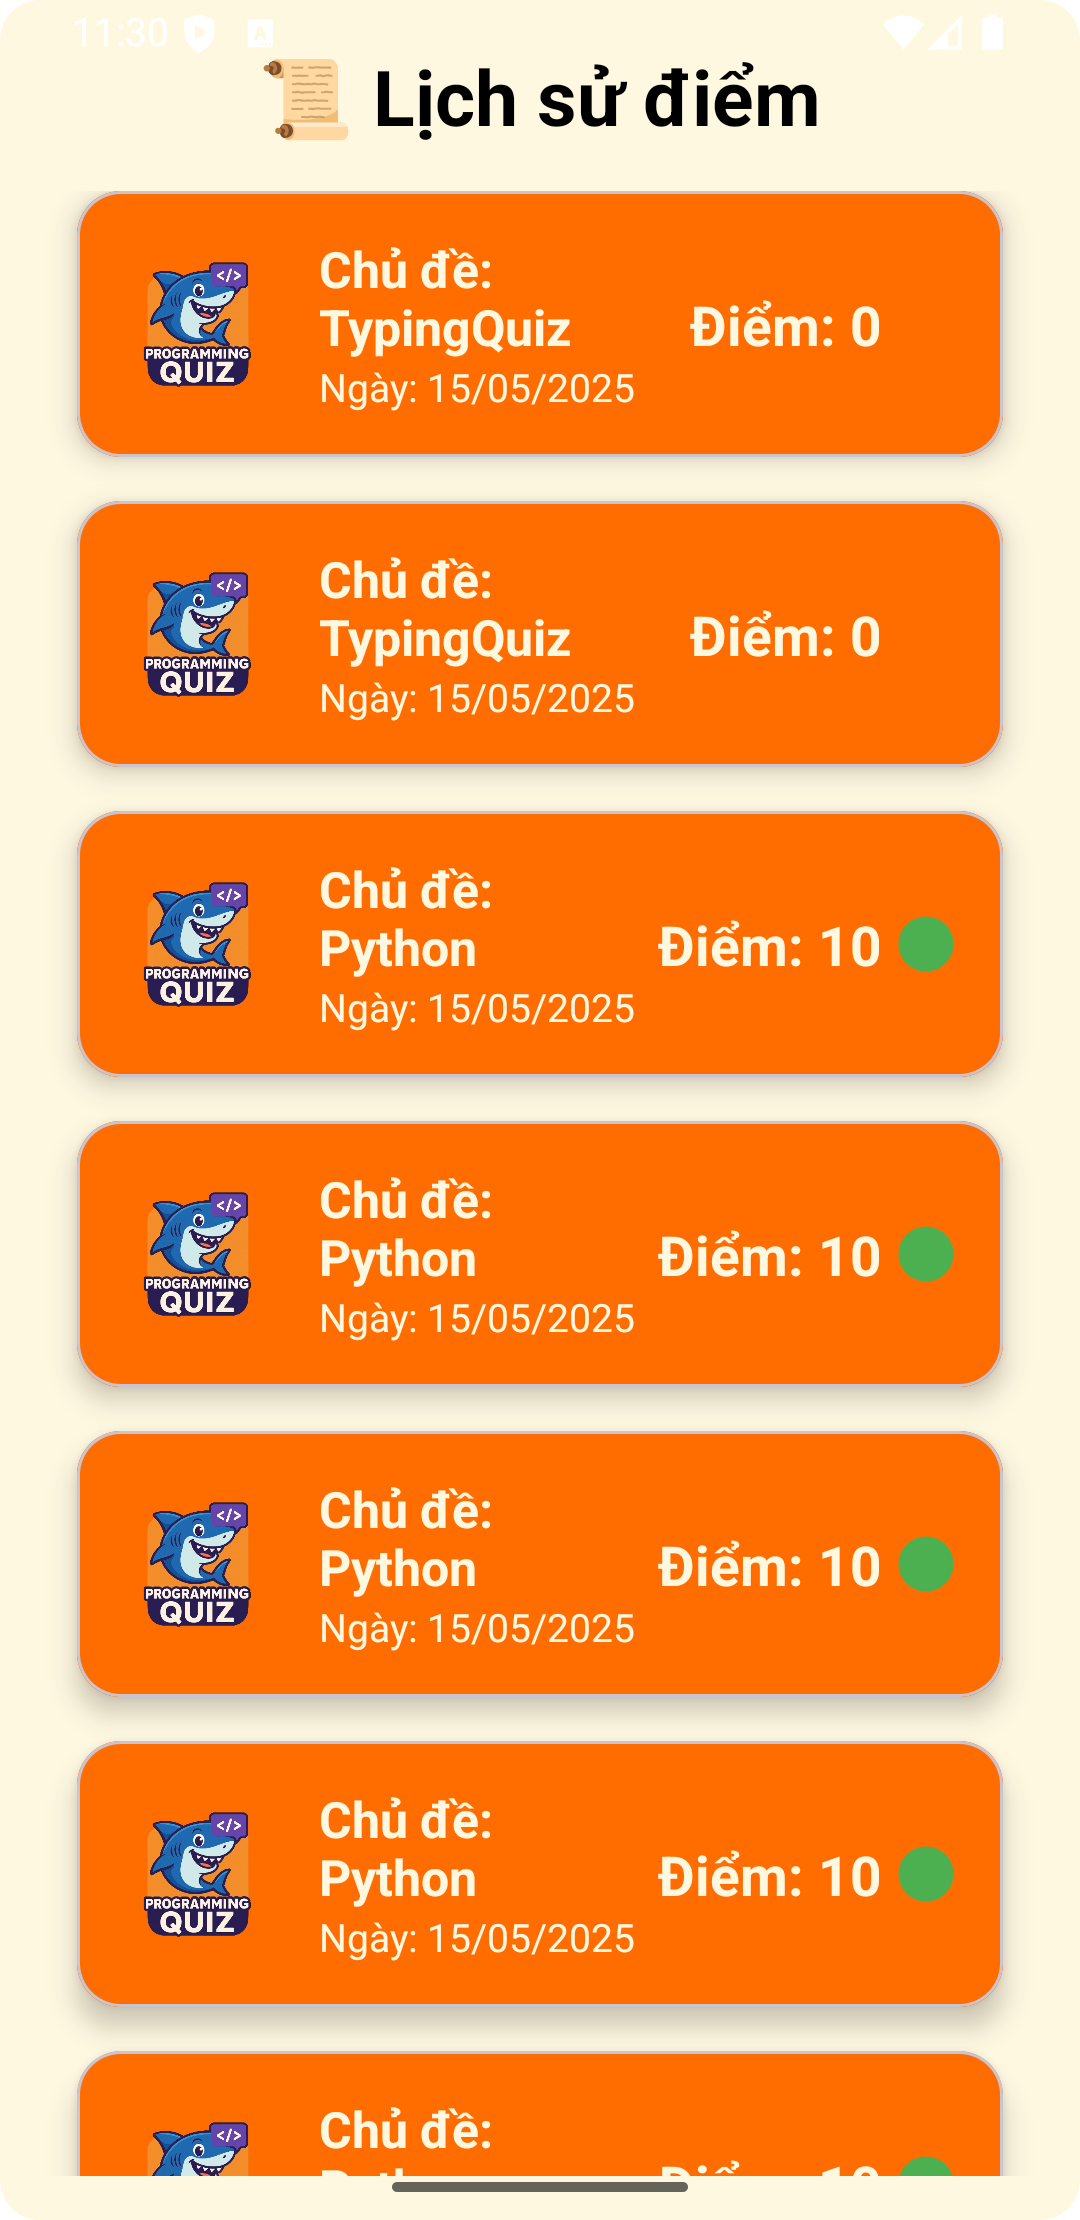 11:30
📜 Lịch sử điểm
</>
PROGRAMMING
QUIZ
Chủ đề:
TypingQuiz
Ngày: 15/05/2025
Điểm: 0
</>
PROGRAMMING
QUIZ
Chủ đề:
TypingQuiz
Ngày: 15/05/2025
Điểm: 0
</>
PROGRAMMING
QUIZ
Chủ đề:
Python
Ngày: 15/05/2025
Điểm: 10
</>
PROGRAMMING
QUIZ
Chủ đề:
Python
Ngày: 15/05/2025
Điểm: 10
</>
PROGRAMMING
QUIZ
Chủ đề:
Python
Ngày: 15/05/2025
Điểm: 10
</>
PROGRAMMING
QUIZ
Chủ đề:
Python
Ngày: 15/05/2025
Điểm: 10
</>
Chủ đề: